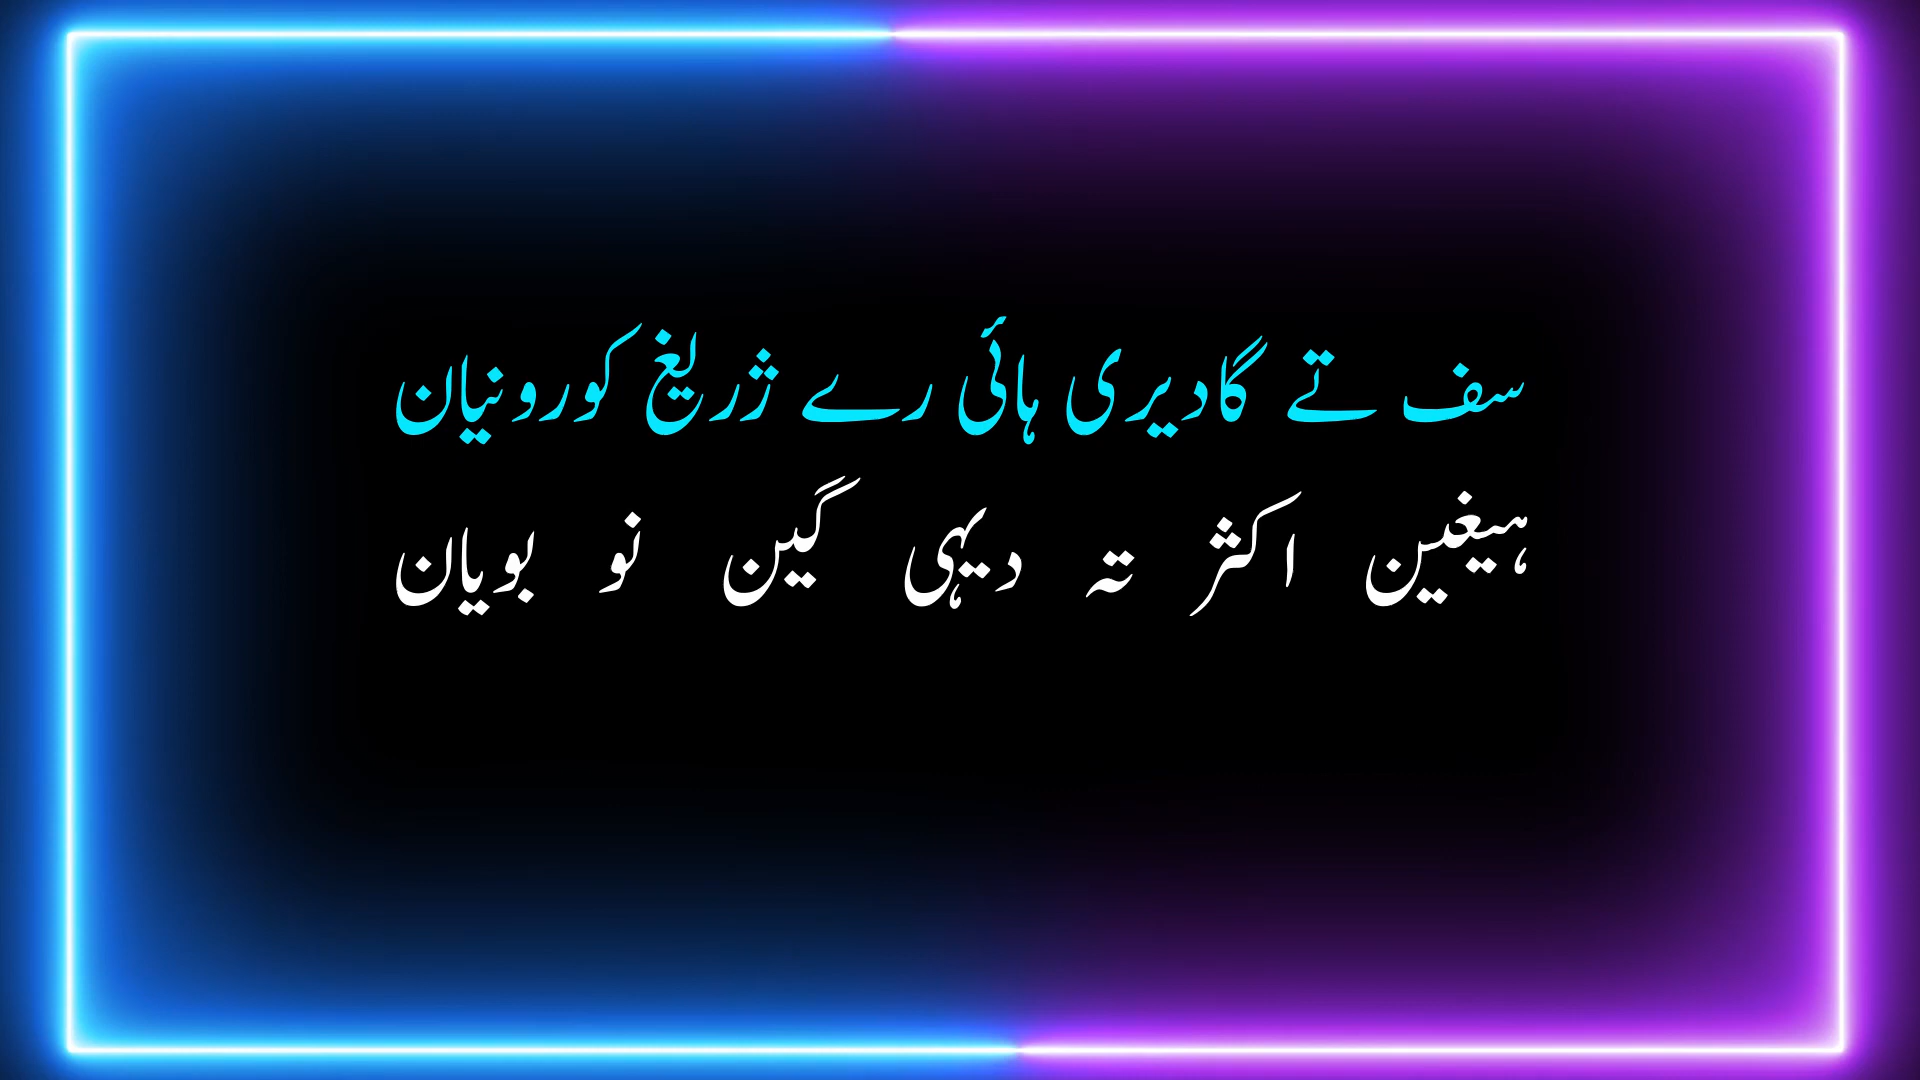 سف تے گادیری ہائی رے ژریغ کورونیان
ہیغین اکثر تہ دیہی گین نو بویان